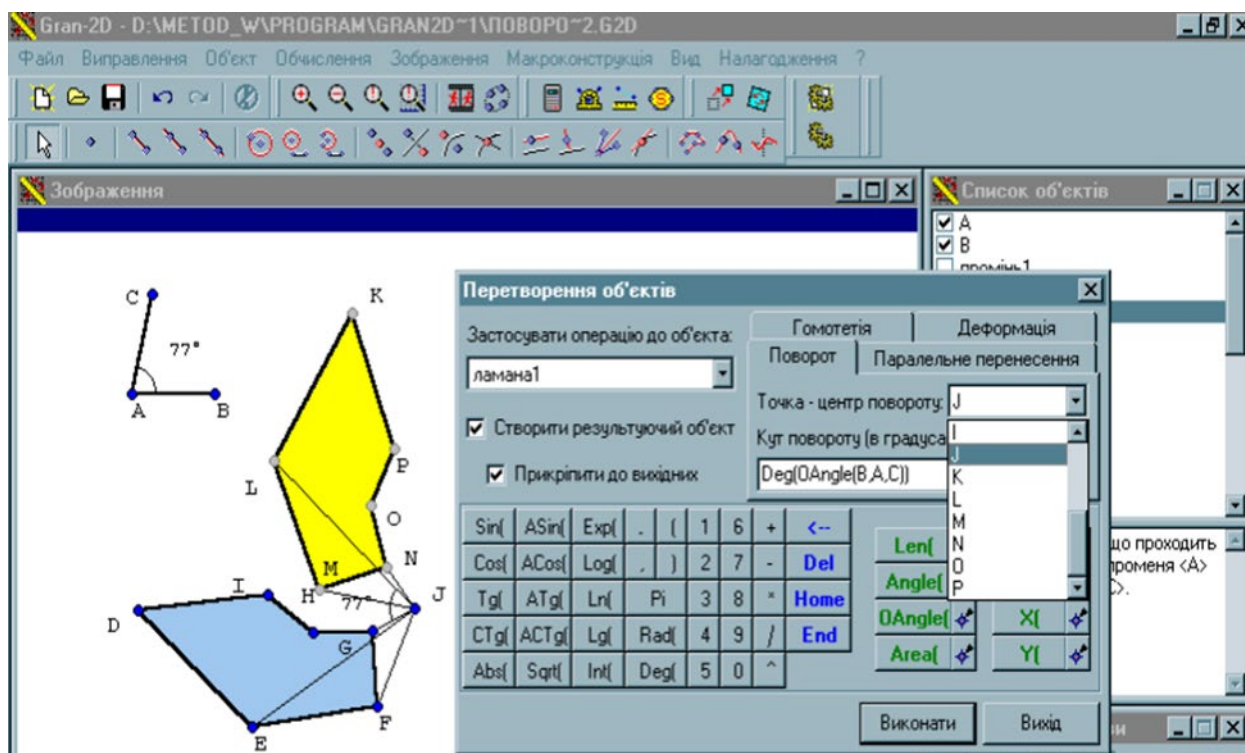 Gran-2D - D:\METOD_W\PROGRAM\GRAN2D~1\ПОВОРО~2.G2D
Файл Виправлення Об'єкт Обчислення Зображення Макроконструкція Вид Налагодження ?
Зображення
C
77°
A
B
K
L
P
O
N
M
H
77°
J
I
D
G
F
E
Список об'єктів
A
B
промінь1
Перетворення об'єктів
Застосувати операцію до об'єкта:
ламана1
Створити результуючий об'єкт
Прикріпити до вихідних
Гомотетія Деформація
Поворот Паралельне перенесення
Точка - центр повороту: J
Кут повороту (в градуса
Deg(OAngle(B,A,C))
I
J
K
L
M
N
O
P
Sin( ASin( Exp( . ( 1 6 + <--
Cos( ACos( Log( , ) 2 7 - Del
Tg( ATg( Ln( Pi 3 8 * Home
CTg( ACTg( Lg( Rad( 4 9 / End
Abs( Sqrt( Int( Deg( 5 0 ^
Len(
Angle(
OAngle( X(
Area( Y(
Виконати Вихід
що проходить
променя <A>
C>.